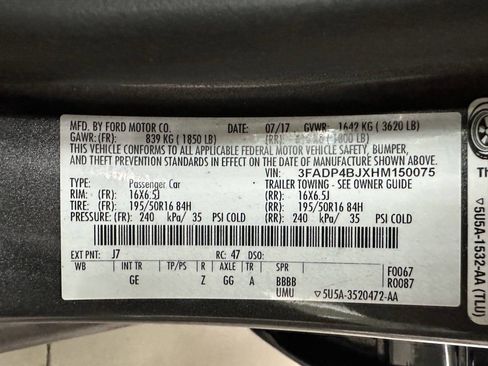 MFD. BY FORD MOTOR CO. DATE: 07/17 GVWR: 1642 KG ( 3620 LB)
GAWR: (FR): 839 KG ( 1850 LB) (RR): KG ( LB)
THIS VEHICLE CONFORMS TO ALL APPLICABLE FEDERAL MOTOR VEHICLE SAFETY, BUMPER,
AND THEFT PREVENTION STANDARDS IN EFFECT ON THE DATE OF MANUFACTURE SHOWN ABOVE.
VIN: 3FADP4BJXHM150075
TYPE: Passenger Car TRAILER TOWING - SEE OWNER GUIDE
RIM: (FR): 16X6.5J (RR): 16X6.5J
TIRE: (FR): 195/50R16 84H (RR): 195/50R16 84H
PRESSURE: (FR): 240 kPa/ 35 PSI COLD (RR): 240 kPa/ 35 PSI COLD
EXT PNT: J7 RC: 47 DSO:
WB INT TR TP/PS R AXLE TR SPR F0067
GE Z GG A BBBB R0087
UMU ▽5U5A-3520472-AA
▽5U5A-1532-AA (TLU)